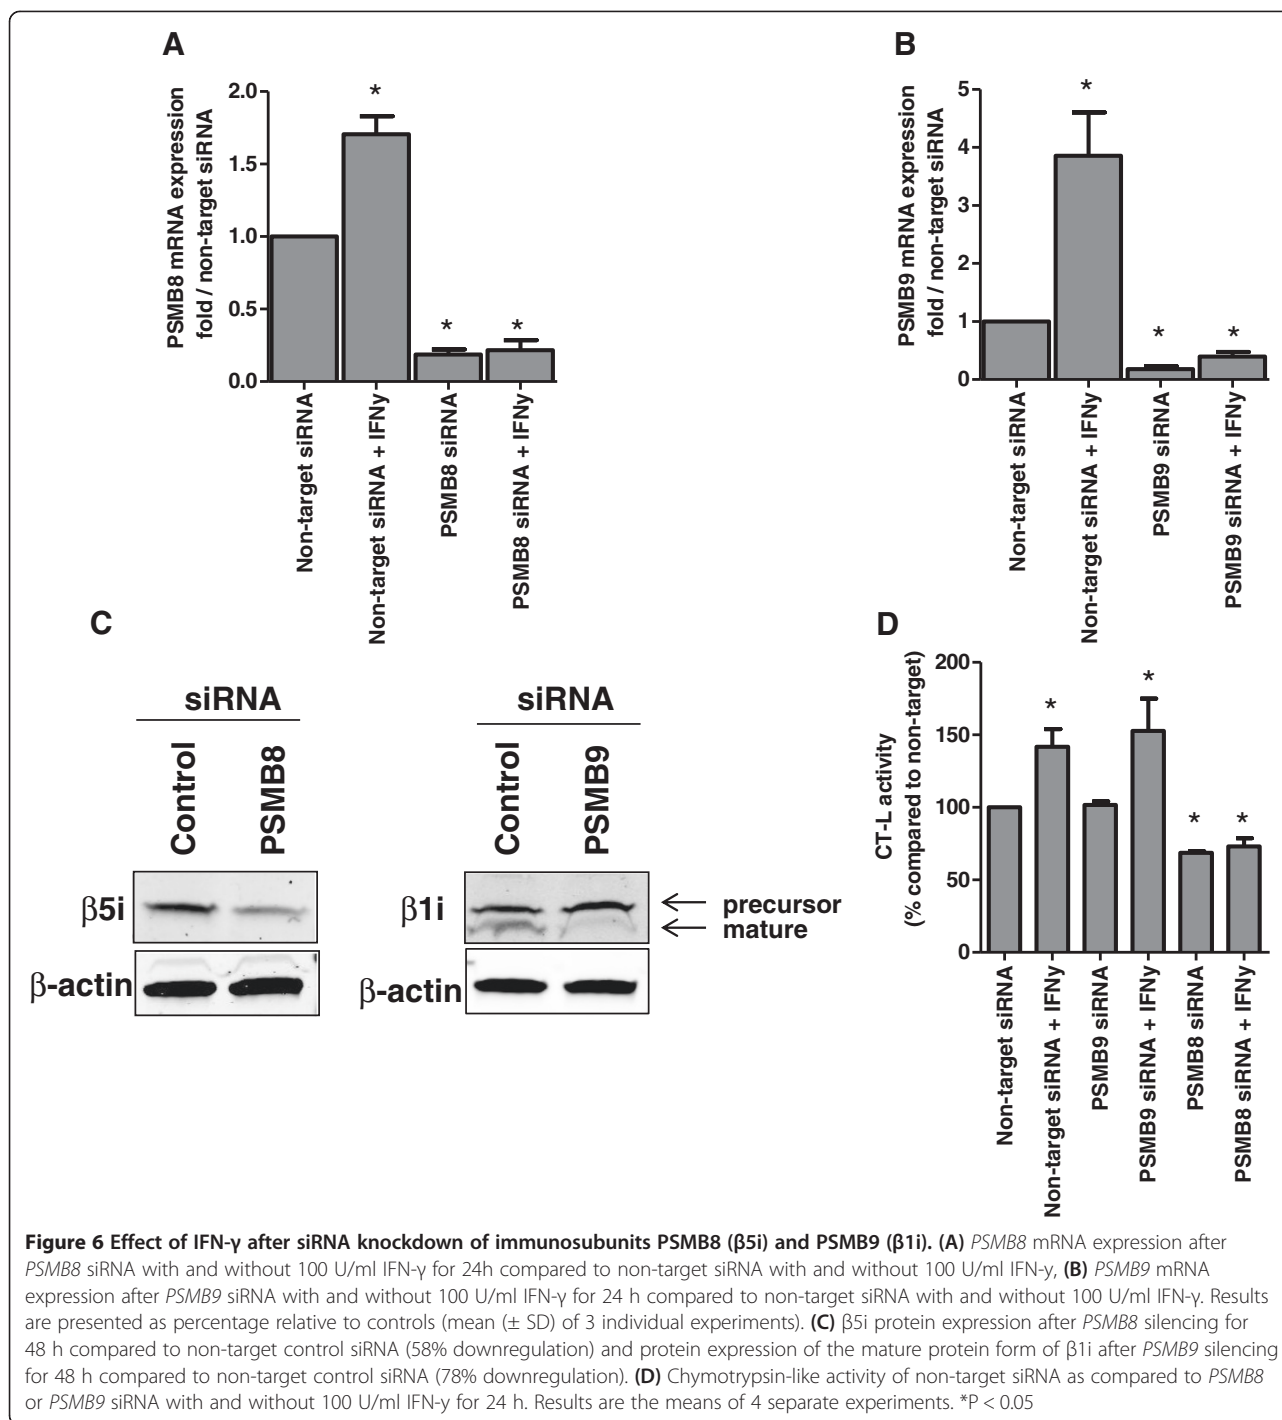 A
PSMB8 mRNA expression
fold / non-target siRNA
2.0
1.5
1.0
0.5
0.0
*
*
*
Non-target siRNA
Non-target siRNA + IFNy
PSMB8 siRNA
PSMB8 siRNA + IFNy
B
PSMB9 mRNA expression
fold / non-target siRNA
5
4
3
2
1
0
*
*
*
Non-target siRNA
Non-target siRNA + IFNy
PSMB9 siRNA
PSMB9 siRNA + IFNy
C
siRNA
Control
PSMB8
β5i
β-actin
siRNA
Control
PSMB9
β1i
precursor
mature
β-actin
D
CT-L activity
(% compared to non-target)
200
150
100
50
0
*
*
*
*
Non-target siRNA
Non-target siRNA + IFNy
PSMB9 siRNA
PSMB9 siRNA + IFNy
PSMB8 siRNA
PSMB8 siRNA + IFNy
Figure 6 Effect of IFN-γ after siRNA knockdown of immunosubunits PSMB8 (β5i) and PSMB9 (β1i). (A) PSMB8 mRNA expression after
PSMB8 siRNA with and without 100 U/ml IFN-γ for 24h compared to non-target siRNA with and without 100 U/ml IFN-y, (B) PSMB9 mRNA
expression after PSMB9 siRNA with and without 100 U/ml IFN-γ for 24 h compared to non-target siRNA with and without 100 U/ml IFN-γ. Results
are presented as percentage relative to controls (mean (± SD) of 3 individual experiments). (C) β5i protein expression after PSMB8 silencing for
48 h compared to non-target control siRNA (58% downregulation) and protein expression of the mature protein form of β1i after PSMB9 silencing
for 48 h compared to non-target control siRNA (78% downregulation). (D) Chymotrypsin-like activity of non-target siRNA as compared to PSMB8
or PSMB9 siRNA with and without 100 U/ml IFN-y for 24 h. Results are the means of 4 separate experiments. *P < 0.05